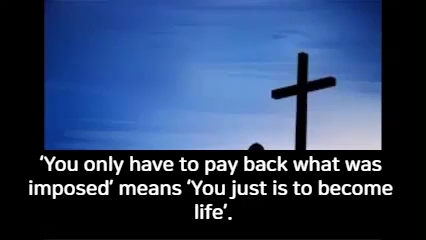 ‘You only have to pay back what was
imposed’ means ‘You just is to become
life’.